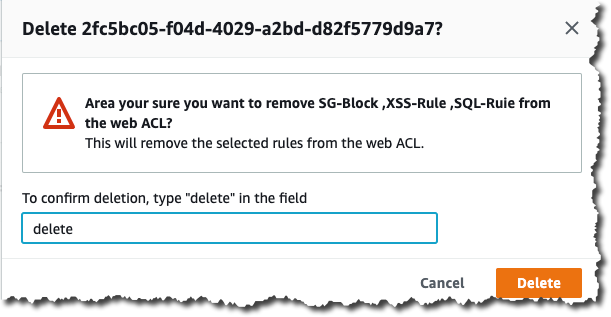 Delete 2fc5bc05-f04d-4029-a2bd-d82f5779d9a7?
Area your sure you want to remove SG-Block ,XSS-Rule ,SQL-Ruie from
the web ACL?
This will remove the selected rules from the web ACL.
To confirm deletion, type "delete" in the field
delete
Cancel
Delete